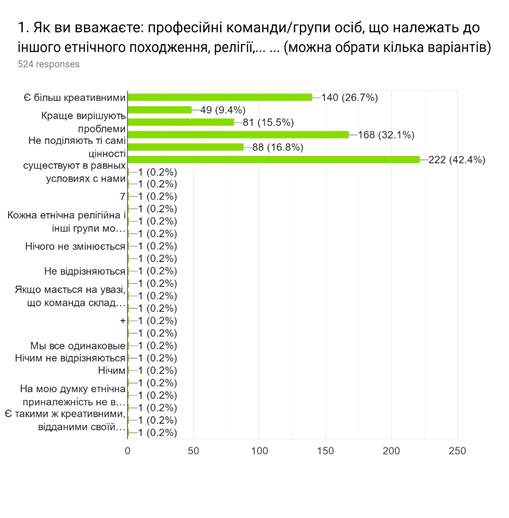 1. Як ви вважаєте: професійні команди/групи осіб, що належать до
іншого етнічного походження, релігії,... ... (можна обрати кілька варіантів)
524 responses
Є більш креативними
140 (26.7%)
49 (9.4%)
Краще вирішують
проблеми
81 (15.5%)
168 (32.1%)
Не поділяють ті самі
цінності
88 (16.8%)
222 (42.4%)
существуют в равных
условиях с нами
1 (0.2%)
1 (0.2%)
7
1 (0.2%)
1 (0.2%)
Кожна етнічна релігійна і
інші групи мо…
1 (0.2%)
1 (0.2%)
Нічого не змінюється
1 (0.2%)
1 (0.2%)
Не відрізняються
1 (0.2%)
1 (0.2%)
Якщо мається на увазі,
що команда склад…
1 (0.2%)
1 (0.2%)
+
1 (0.2%)
1 (0.2%)
Мы все одинаковые
1 (0.2%)
Нічим не відрізняються
1 (0.2%)
Нічим
1 (0.2%)
1 (0.2%)
На мою думку етнічна
приналежність не в…
1 (0.2%)
1 (0.2%)
Є такими ж креативними,
відданими своїй…
1 (0.2%)
1 (0.2%)
0
50
100
150
200
250